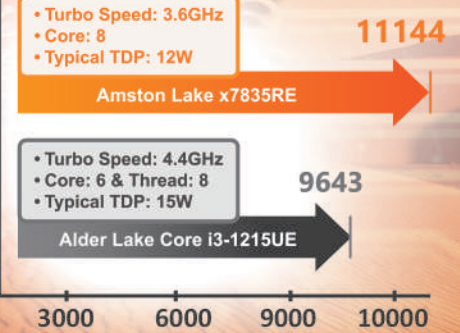 • Turbo Speed: 3.6GHz
• Core: 8
• Typical TDP: 12W
11144
Amston Lake x7835RE
• Turbo Speed: 4.4GHz
• Core: 6 & Thread: 8
• Typical TDP: 15W
9643
Alder Lake Core i3-1215UE
3000 6000 9000 10000